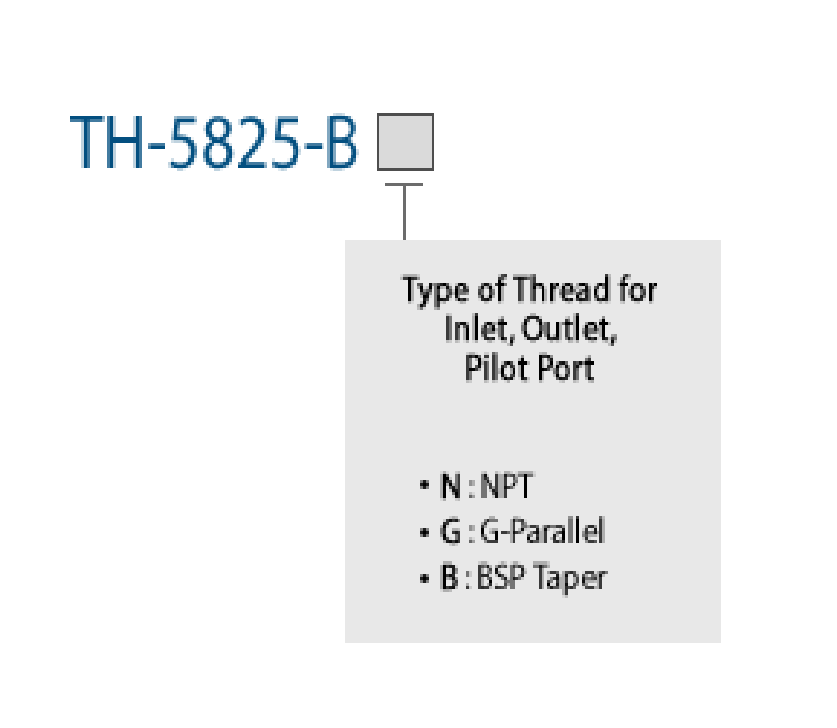 TH-5825-B
Type of Thread for
Inlet, Outlet,
Pilot Port
• N : NPT
• G : G-Parallel
• B : BSP Taper